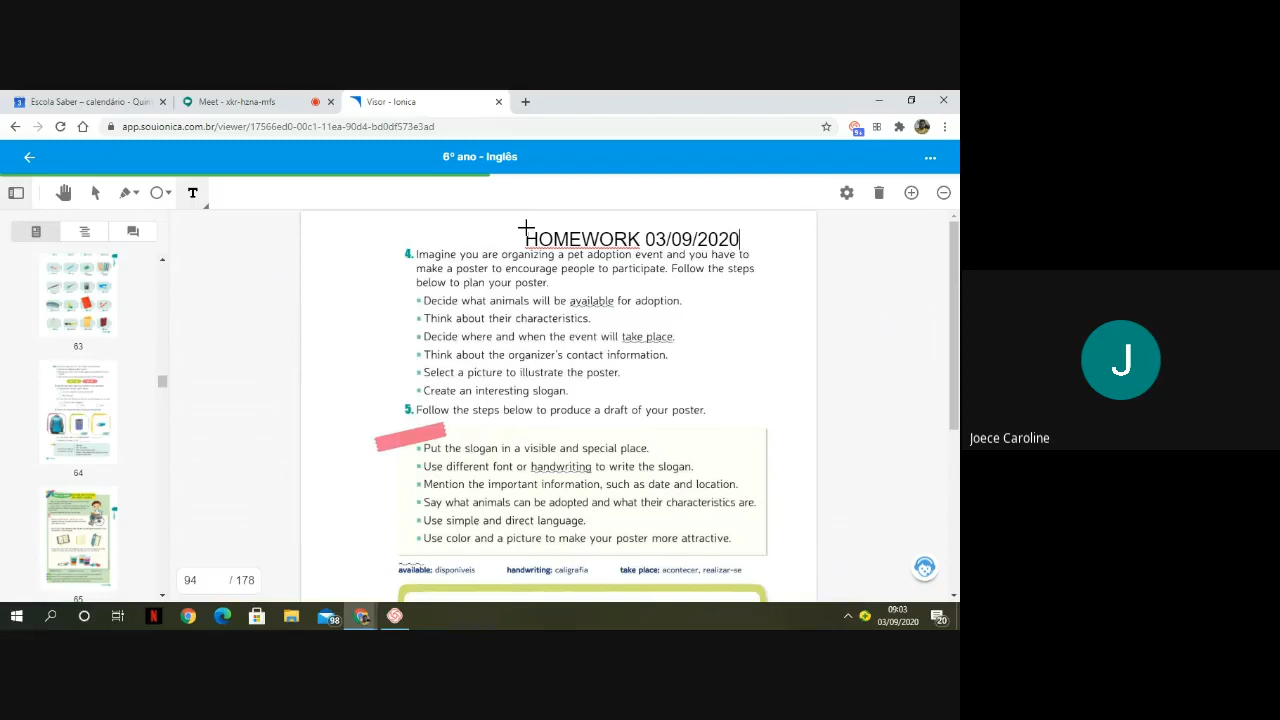 Escola Saber – calendário - Quin
Meet - xkr-hzna-mfs
Visor - Ionica
app.souionica.com.br/viewer/17566ed0-00c1-11ea-90d4-bd0df573e3ad
9+
6º ano - Inglês
T
HOMEWORK 03/09/2020
4. Imagine you are organizing a pet adoption event and you have to
make a poster to encourage people to participate. Follow the steps
below to plan your poster.
Decide what animals will be available for adoption.
Think about their characteristics.
Decide where and when the event will take place.
Think about the organizer's contact information.
Select a picture to illustrate the poster.
Create an interesting slogan.
5. Follow the steps below to produce a draft of your poster.
Put the slogan in a visible and special place.
Use different font or handwriting to write the slogan.
Mention the important information, such as date and location.
Say what animals can be adopted and what their characteristics are.
Use simple and direct language.
Use color and a picture to make your poster more attractive.
available: disponíveis handwriting: caligrafia take place: acontecer, realizar-se
63
64
65
94 / 178
J
Joece Caroline
98
09:03
03/09/2020
20